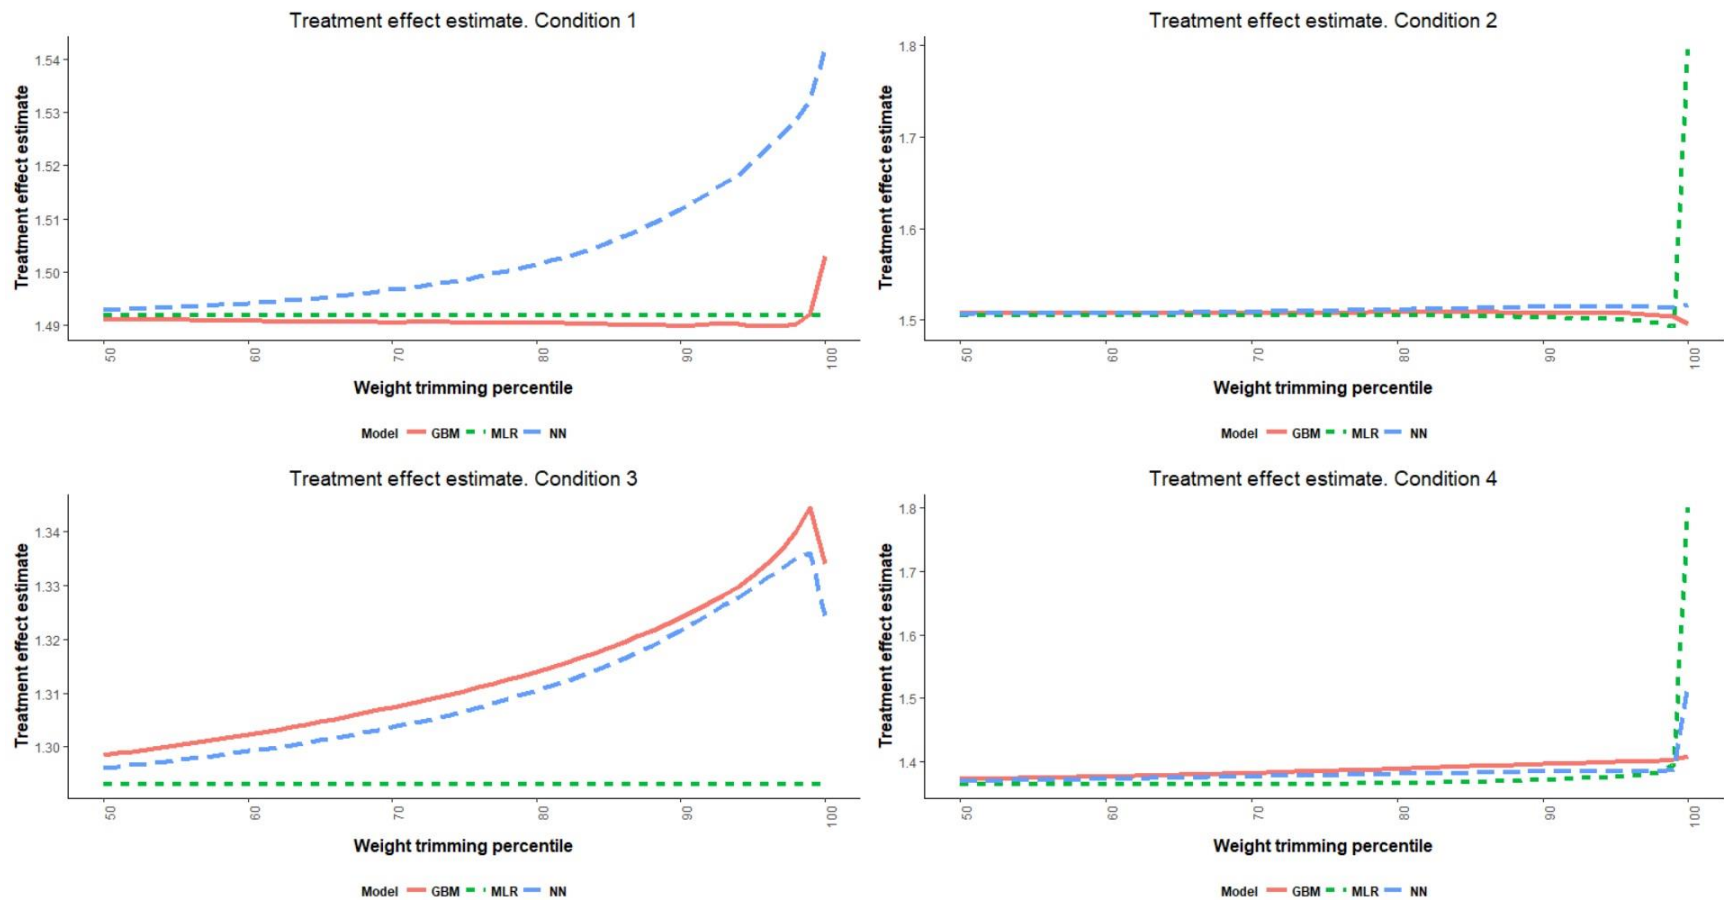 Treatment effect estimate. Condition 1
Treatment effect estimate
1.54
1.53
1.52
1.51
1.50
1.49
50
60
70
80
90
100
Weight trimming percentile
Model GBM MLR NN
Treatment effect estimate. Condition 2
Treatment effect estimate
1.8
1.7
1.6
1.5
50
60
70
80
90
100
Weight trimming percentile
Model GBM MLR NN
Treatment effect estimate. Condition 3
Treatment effect estimate
1.34
1.33
1.32
1.31
1.30
50
60
70
80
90
100
Weight trimming percentile
Model GBM MLR NN
Treatment effect estimate. Condition 4
Treatment effect estimate
1.8
1.7
1.6
1.5
1.4
50
60
70
80
90
100
Weight trimming percentile
Model GBM MLR NN